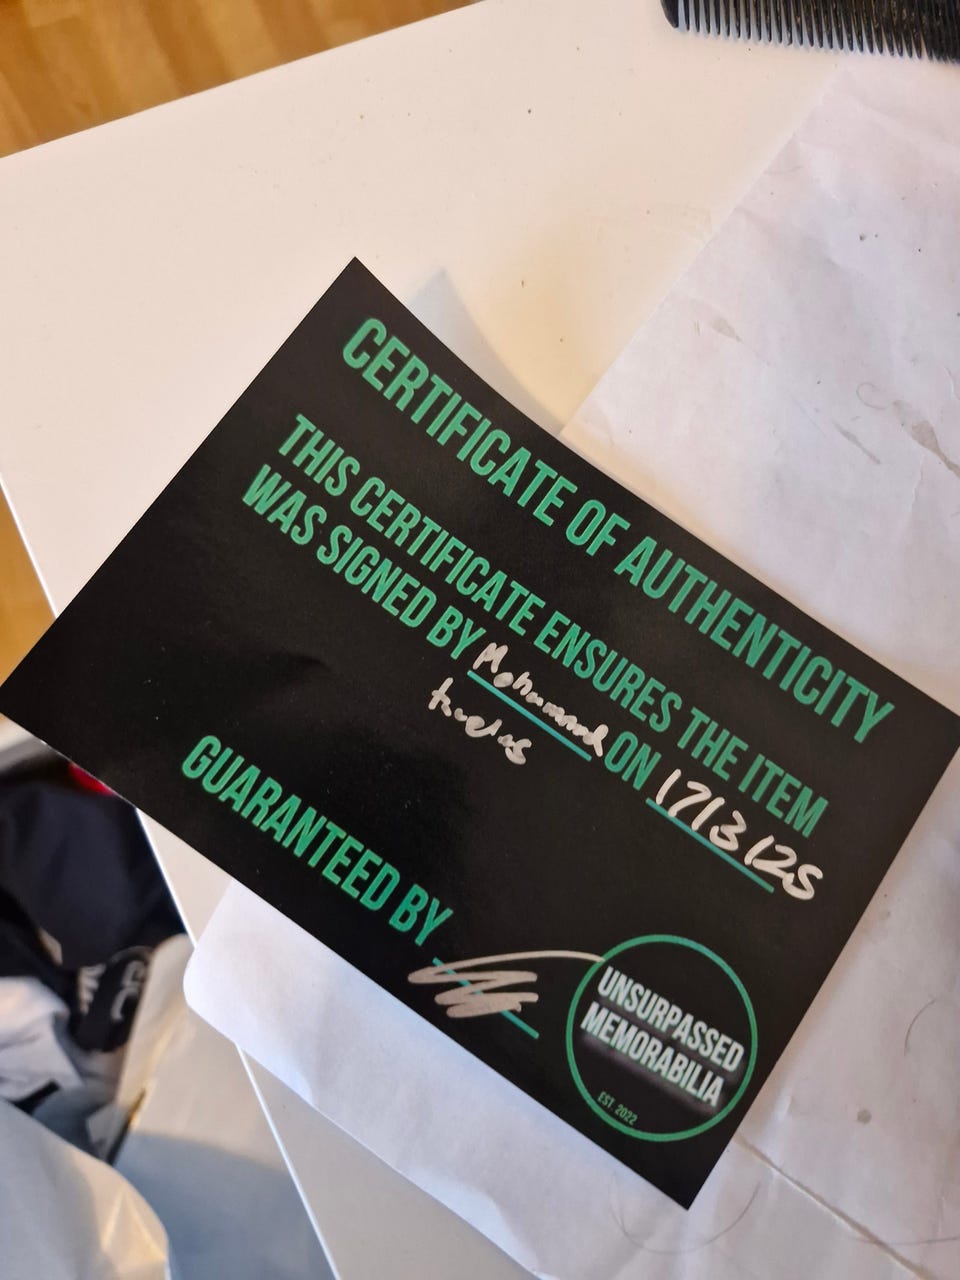 CERTIFICATE OF AUTHENTICITY
THIS CERTIFICATE ENSURES THE ITEM
WAS SIGNED BY Mohammed ON 17/3/25
GUARANTEED BY
UNSURPASSED
MEMORABILIA
EST. 2022